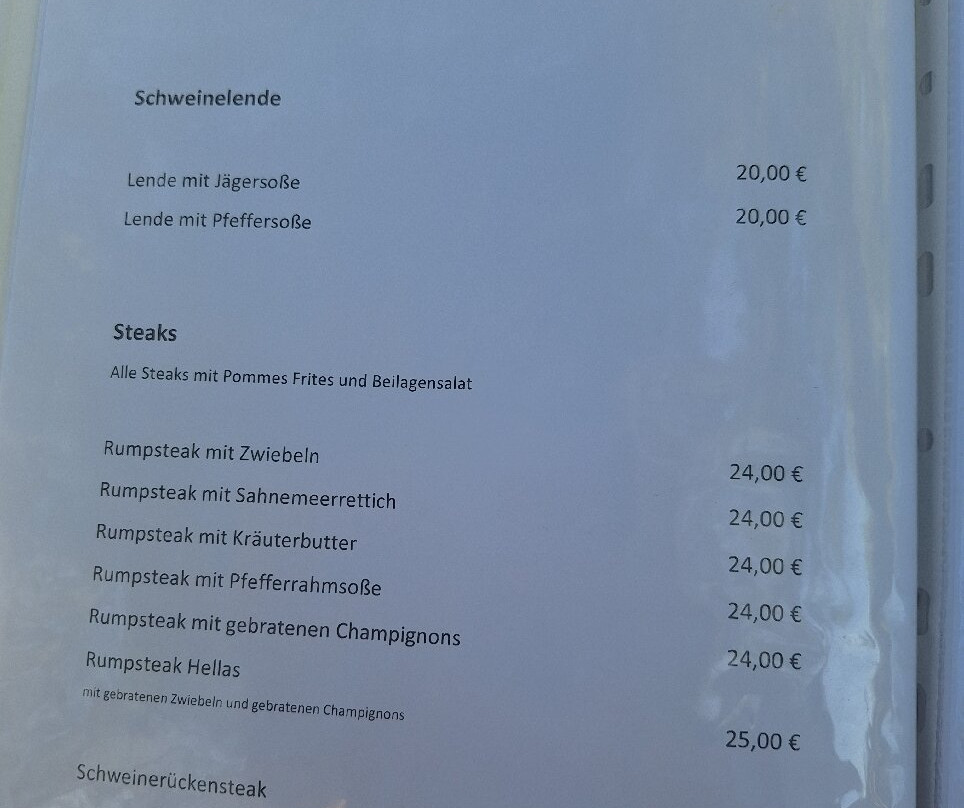 Schweinelende
Lende mit Jägersoße 20,00 €
Lende mit Pfeffersoße 20,00 €
Steaks
Alle Steaks mit Pommes Frites und Beilagensalat
Rumpsteak mit Zwiebeln 24,00 €
Rumpsteak mit Sahnemeerrettich 24,00 €
Rumpsteak mit Kräuterbutter 24,00 €
Rumpsteak mit Pfefferrahmsoße 24,00 €
Rumpsteak mit gebratenen Champignons 24,00 €
Rumpsteak Hellas
mit gebratenen Zwiebeln und gebratenen Champignons 25,00 €
Schweinerückensteak